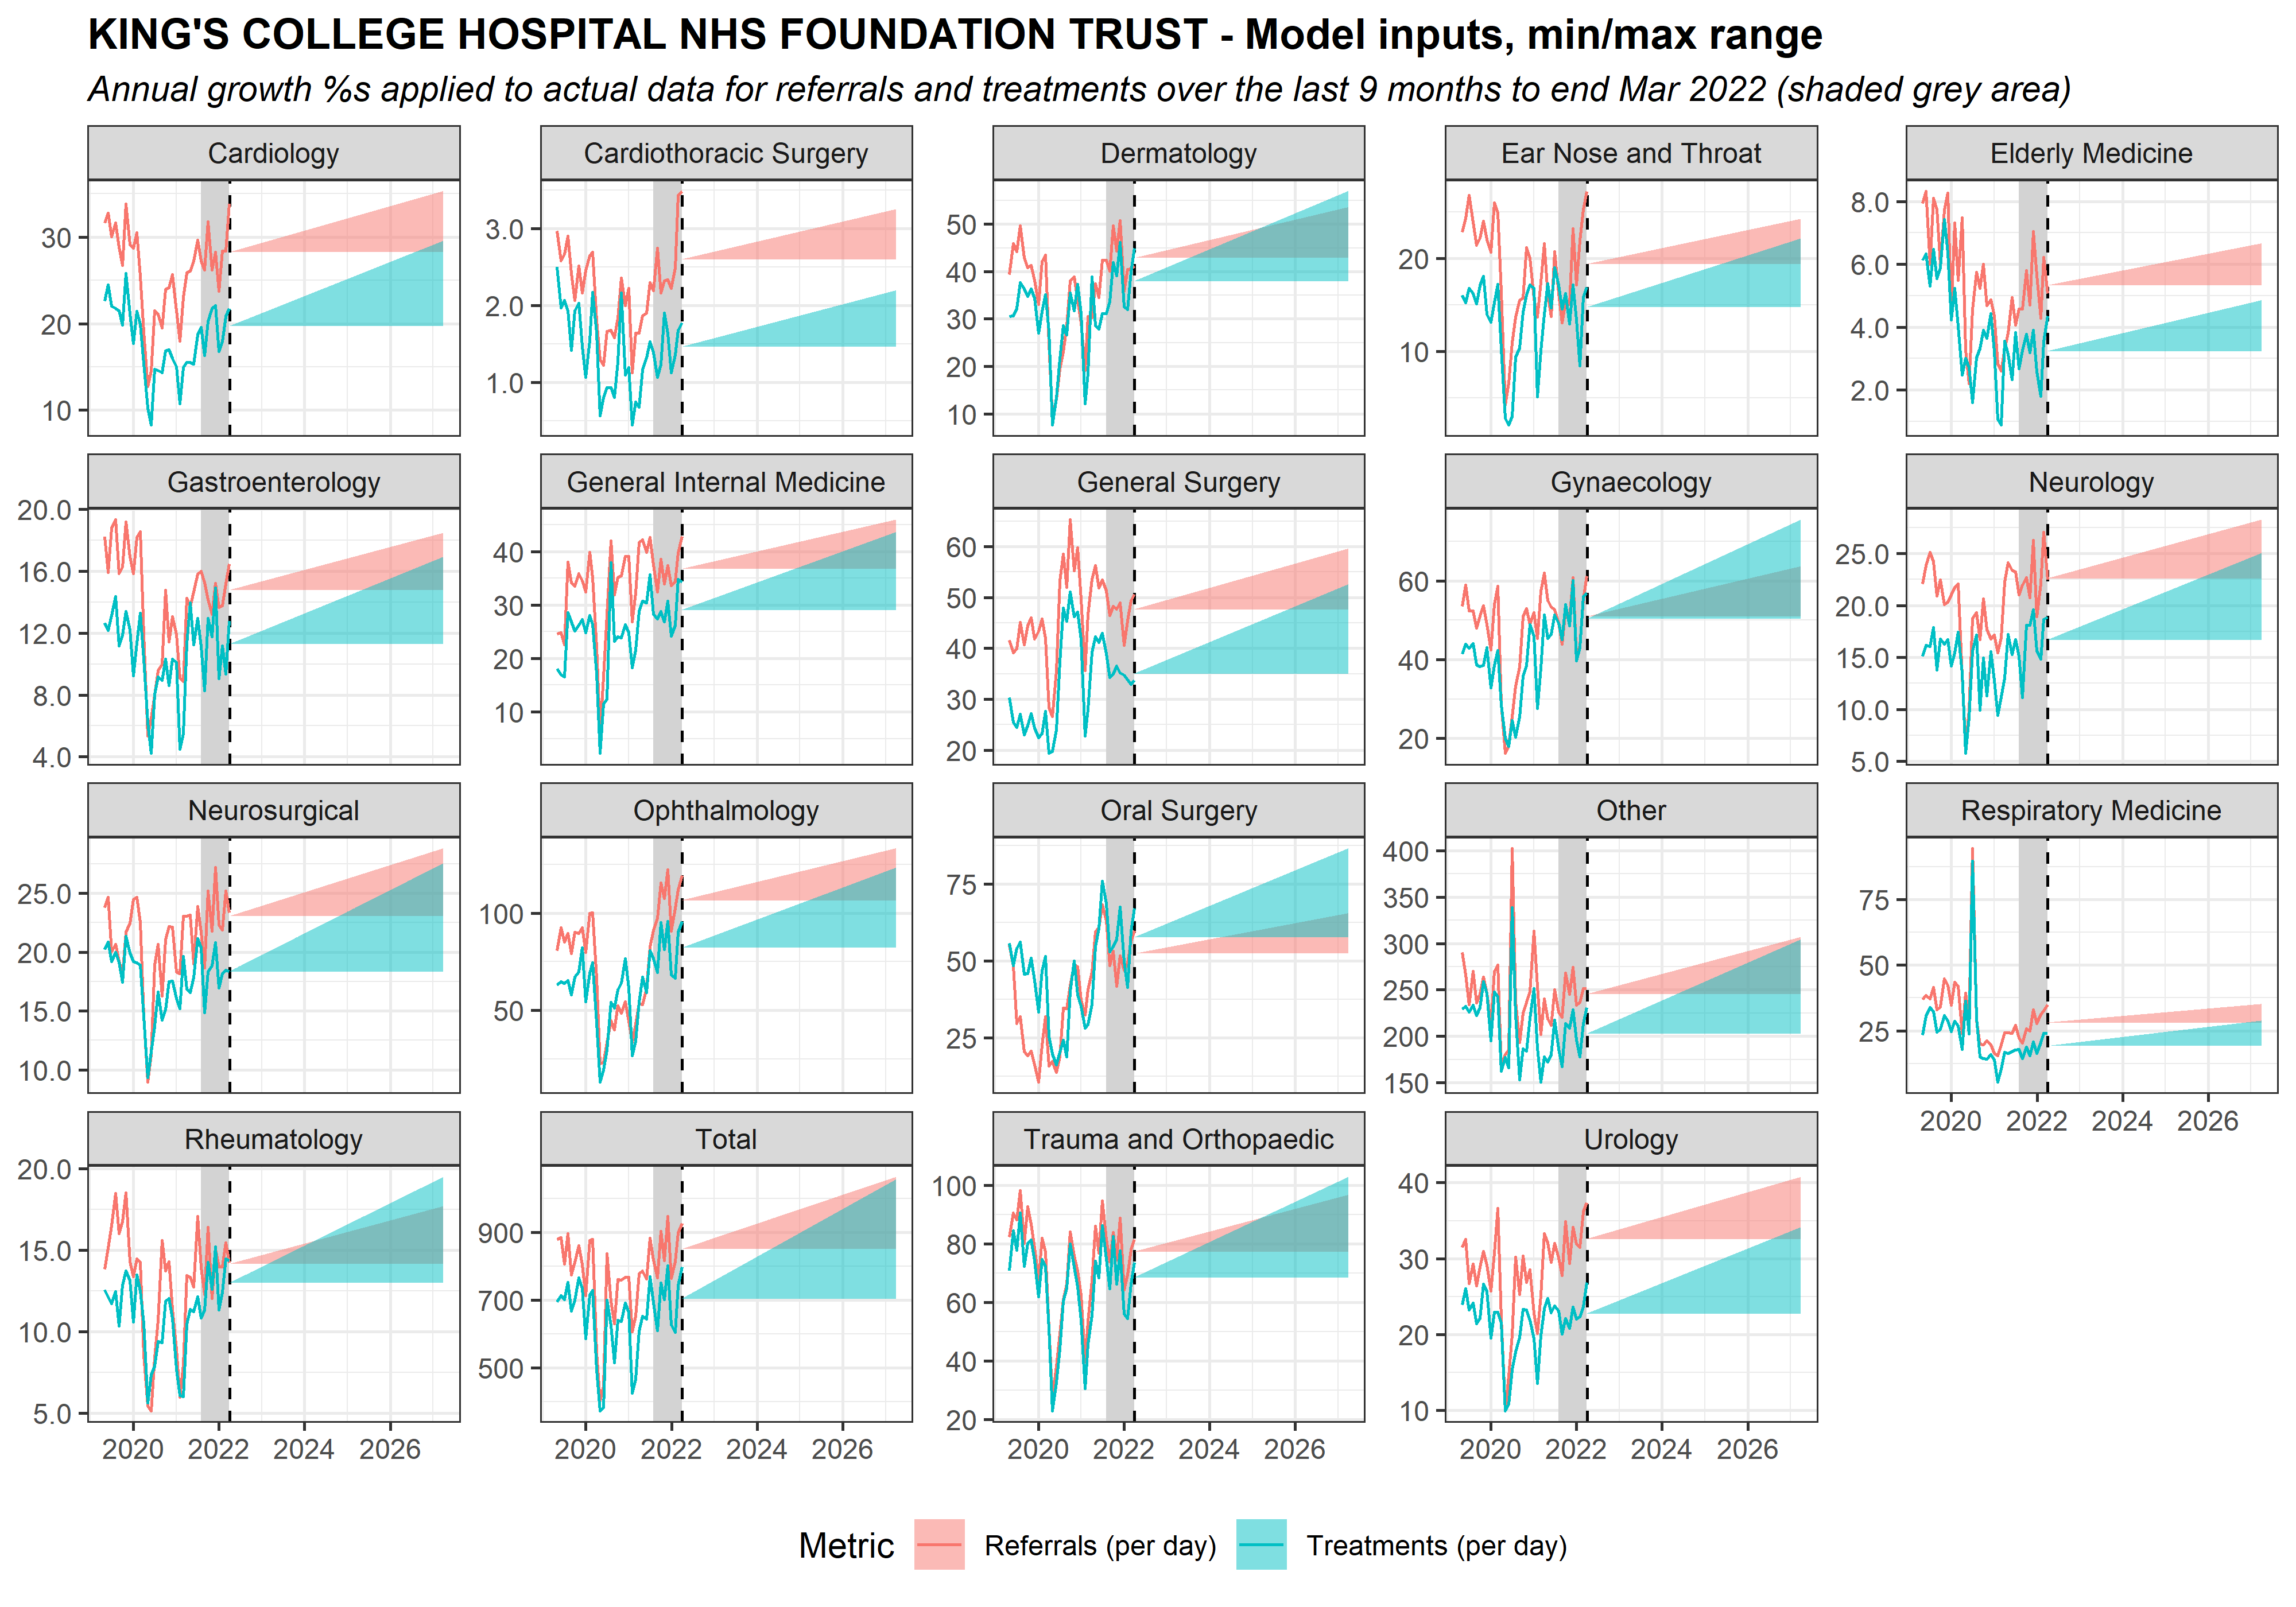 KING'S COLLEGE HOSPITAL NHS FOUNDATION TRUST - Model inputs, min/max range
Annual growth %s applied to actual data for referrals and treatments over the last 9 months to end Mar 2022 (shaded grey area)
Cardiology
30
20
10
Cardiothoracic Surgery
3.0
2.0
1.0
Dermatology
50
40
30
20
10
Ear Nose and Throat
20
10
Elderly Medicine
8.0
6.0
4.0
2.0
Gastroenterology
20.0
16.0
12.0
8.0
4.0
General Internal Medicine
40
30
20
10
General Surgery
60
50
40
30
20
Gynaecology
60
40
20
Neurology
25.0
20.0
15.0
10.0
5.0
Neurosurgical
25.0
20.0
15.0
10.0
Ophthalmology
100
50
Oral Surgery
75
50
25
Other
400
350
300
250
200
150
Respiratory Medicine
75
50
25
2020 2022 2024 2026
Rheumatology
20.0
15.0
10.0
5.0
2020 2022 2024 2026
Total
900
700
500
2020 2022 2024 2026
Trauma and Orthopaedic
100
80
60
40
20
2020 2022 2024 2026
Urology
40
30
20
10
2020 2022 2024 2026
Metric Referrals (per day) Treatments (per day)